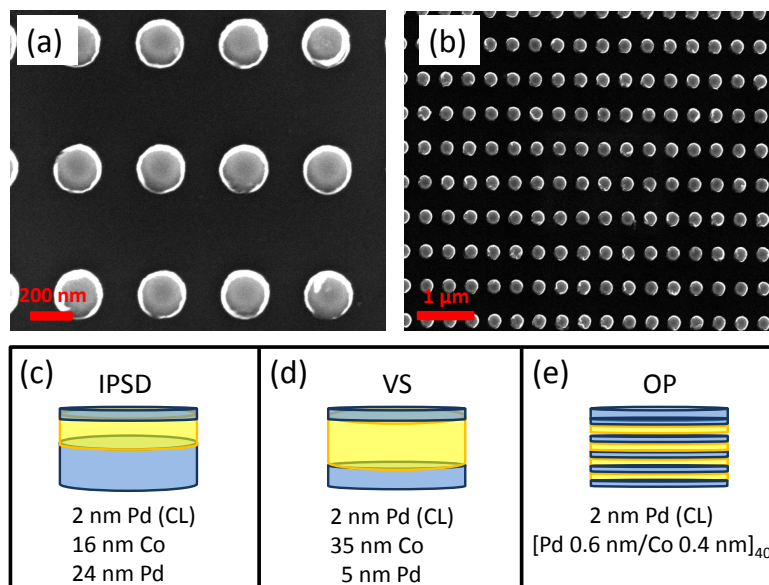 (a)
(b)
200 nm
1 µm
(c)
IPSD
(d)
VS
(e)
OP
2 nm Pd (CL)
16 nm Co
24 nm Pd
2 nm Pd (CL)
35 nm Co
5 nm Pd
2 nm Pd (CL)
[Pd 0.6 nm/Co 0.4 nm]40